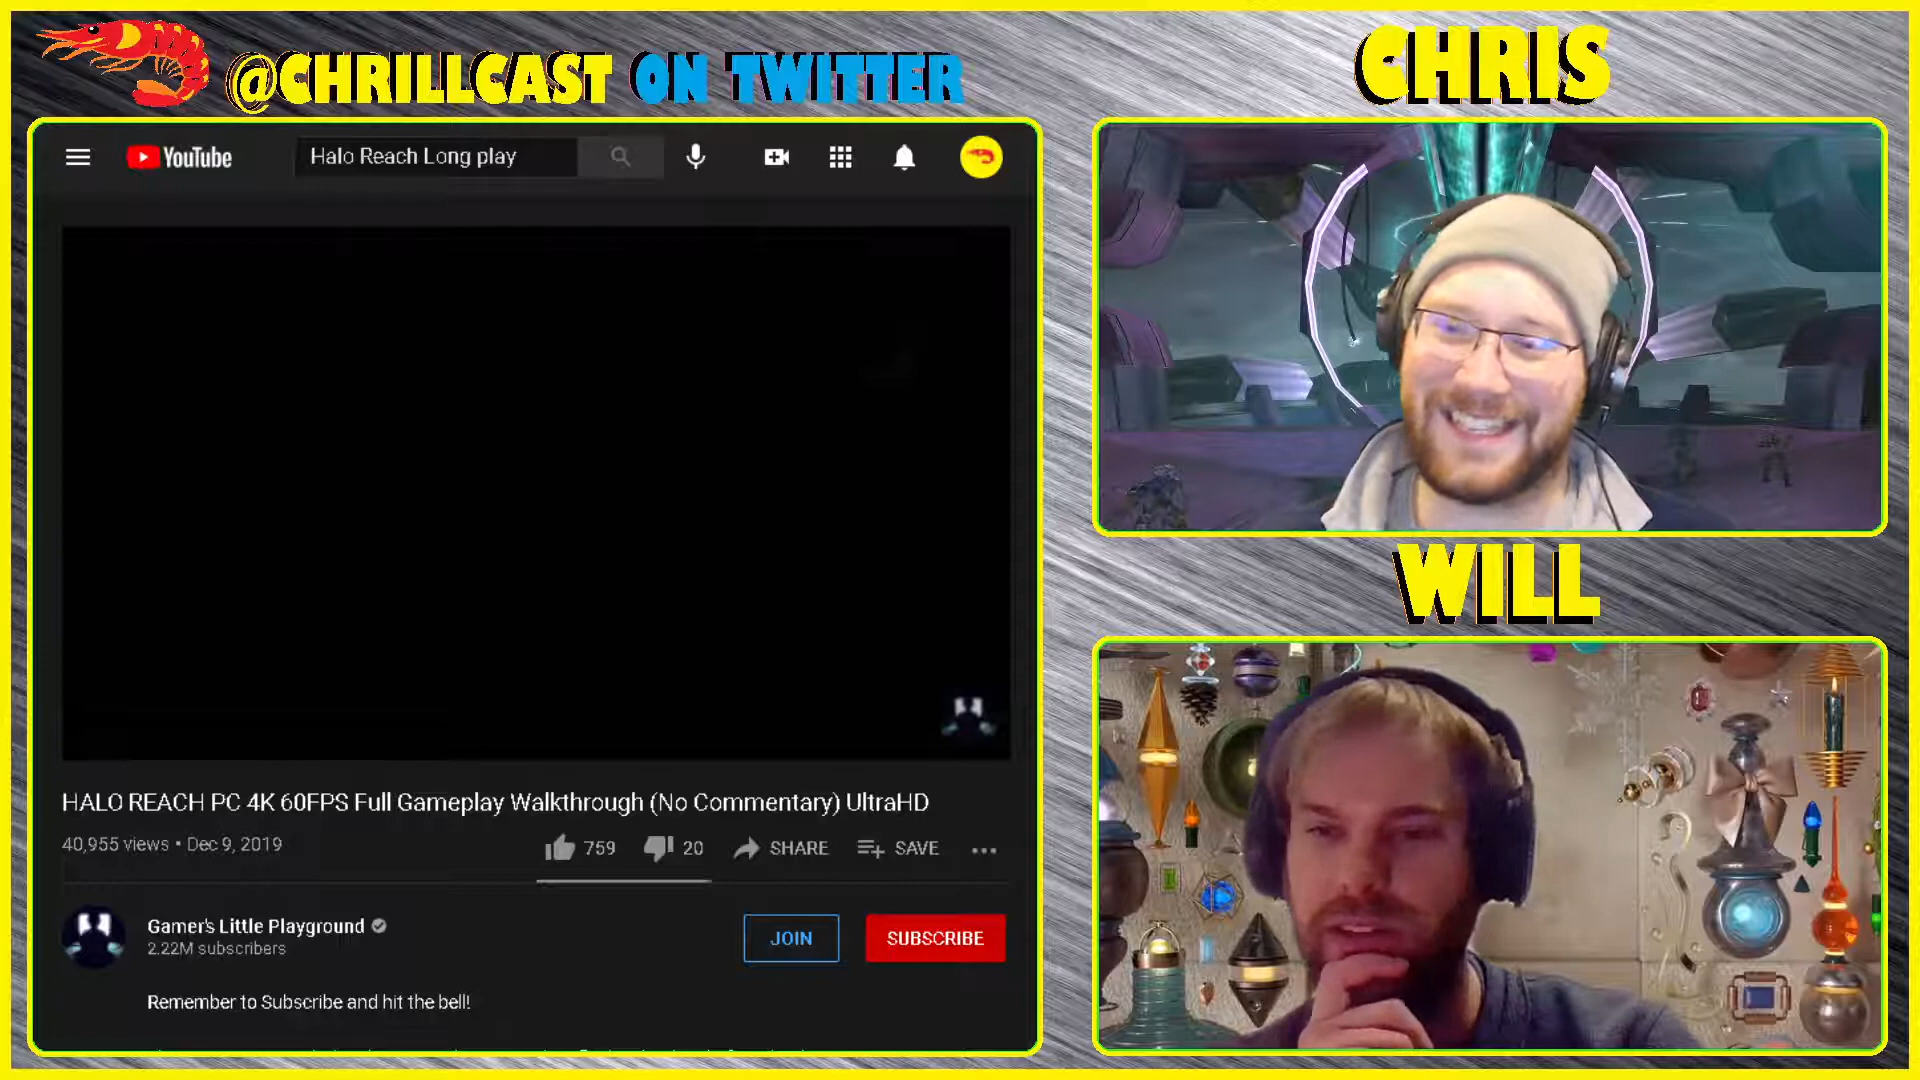 @CHRILLCAST ON TWITTER
CHRIS
YouTube
Halo Reach Long play
WILL
HALO REACH PC 4K 60FPS Full Gameplay Walkthrough (No Commentary) UltraHD
40,955 views • Dec 9, 2019
759 20 SHARE SAVE
Gamer's Little Playground
2.22M subscribers
JOIN SUBSCRIBE
Remember to Subscribe and hit the bell!